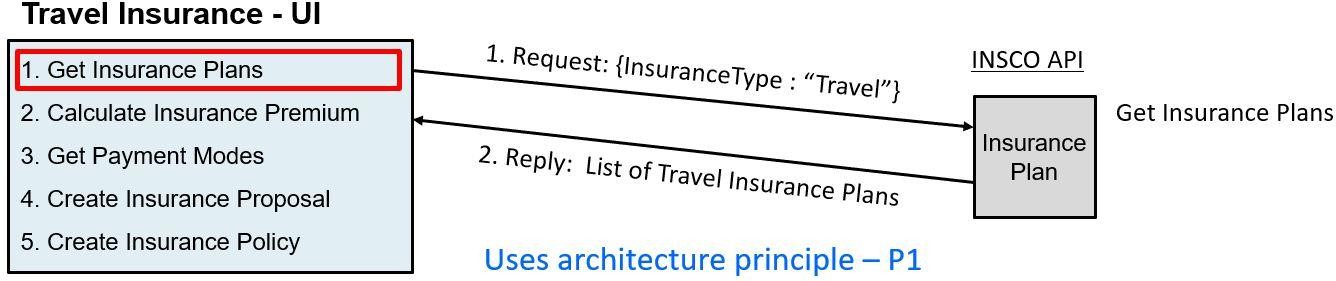 Travel Insurance - UI
1. Get Insurance Plans
2. Calculate Insurance Premium
3. Get Payment Modes
4. Create Insurance Proposal
5. Create Insurance Policy
1. Request: {InsuranceType : “Travel”}
2. Reply: List of Travel Insurance Plans
INSCO API
Insurance
Plan
Get Insurance Plans
Uses architecture principle – P1